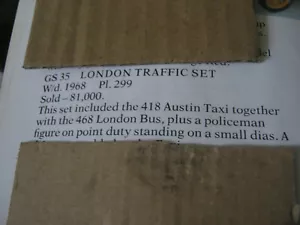 GS 35 LONDON TRAFFIC SET
W/d. 1968 Pl. 299
Sold – 81,000.
This set included the 418 Austin Taxi together
with the 468 London Bus, plus a policeman
figure on point duty standing on a small dias. A